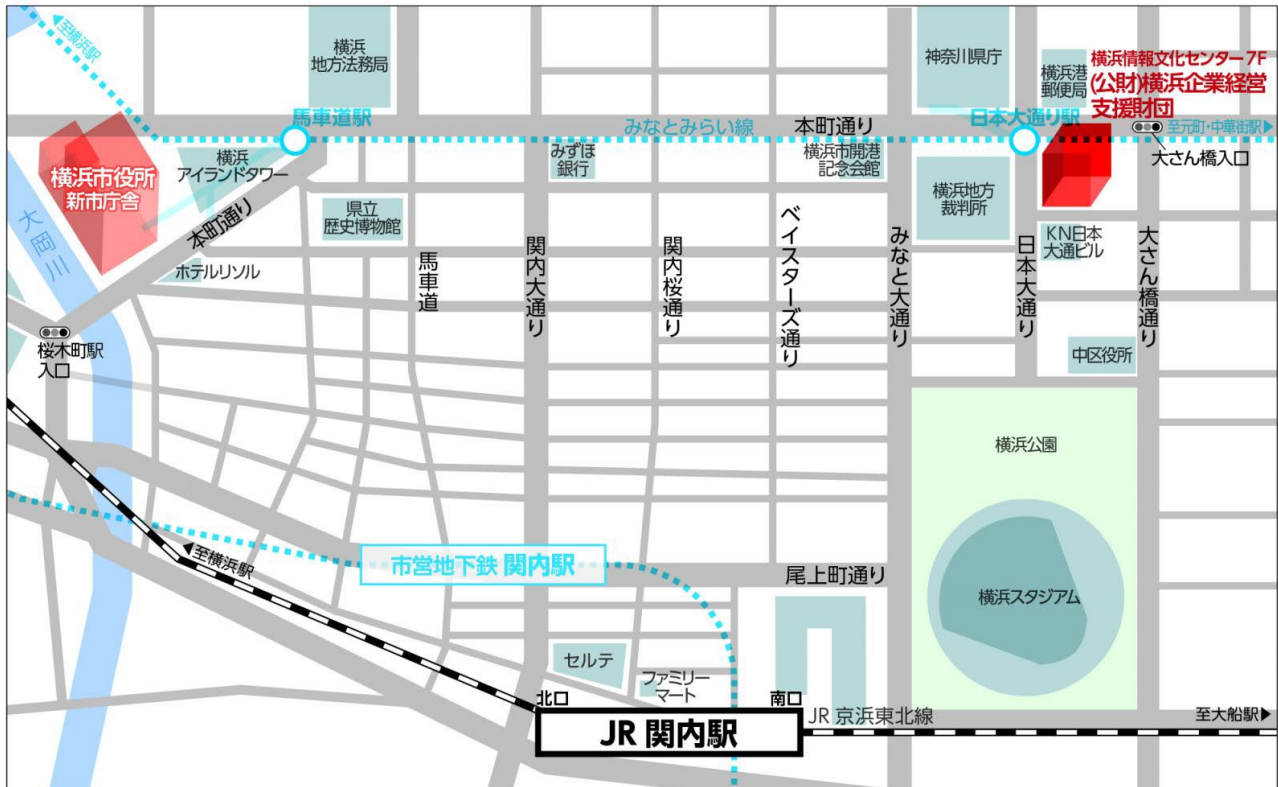 至横浜駅
横浜
地方法務局
神奈川県庁
横浜港
郵便局
横浜情報文化センター7F
(公財)横浜企業経営
支援財団
馬車道駅
みなとみらい線
本町通り
日本大通り駅
至元町・中華街駅▶
大さん橋入口
横浜市役所
新市庁舎
横浜
アイランドタワー
みずほ
銀行
横浜市開港
記念会館
横浜地方
裁判所
大岡川
本町通り
県立
歴史博物館
ホテルリソル
馬車道
関内大通り
関内桜通り
ベイスターズ通り
みなと大通り
日本大通り
KN日本
大通ビル
大さん橋通り
桜木町駅
入口
中区役所
横浜公園
至横浜駅
市営地下鉄 関内駅
尾上町通り
横浜スタジアム
セルテ
ファミリー
マート
北口
南口
JR 関内駅
JR 京浜東北線
至大船駅▶